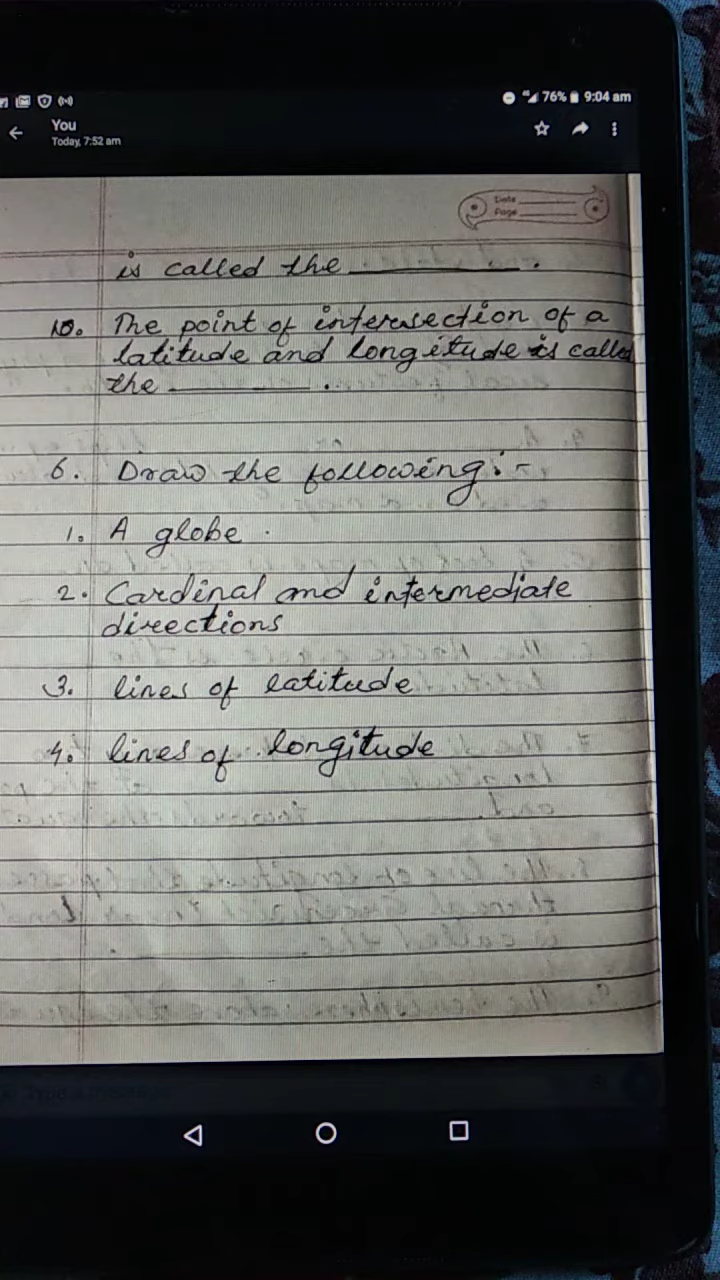 76% 9:04 am
You
Today, 7:52 am
Date
Page
is called the ________ .
10. The point of intersection of a
latitude and longitude is called
the ________ .
6. Draw the following:-
1. A globe.
2. Cardinal and intermediate
directions
3. lines of latitude
4. lines of longitude